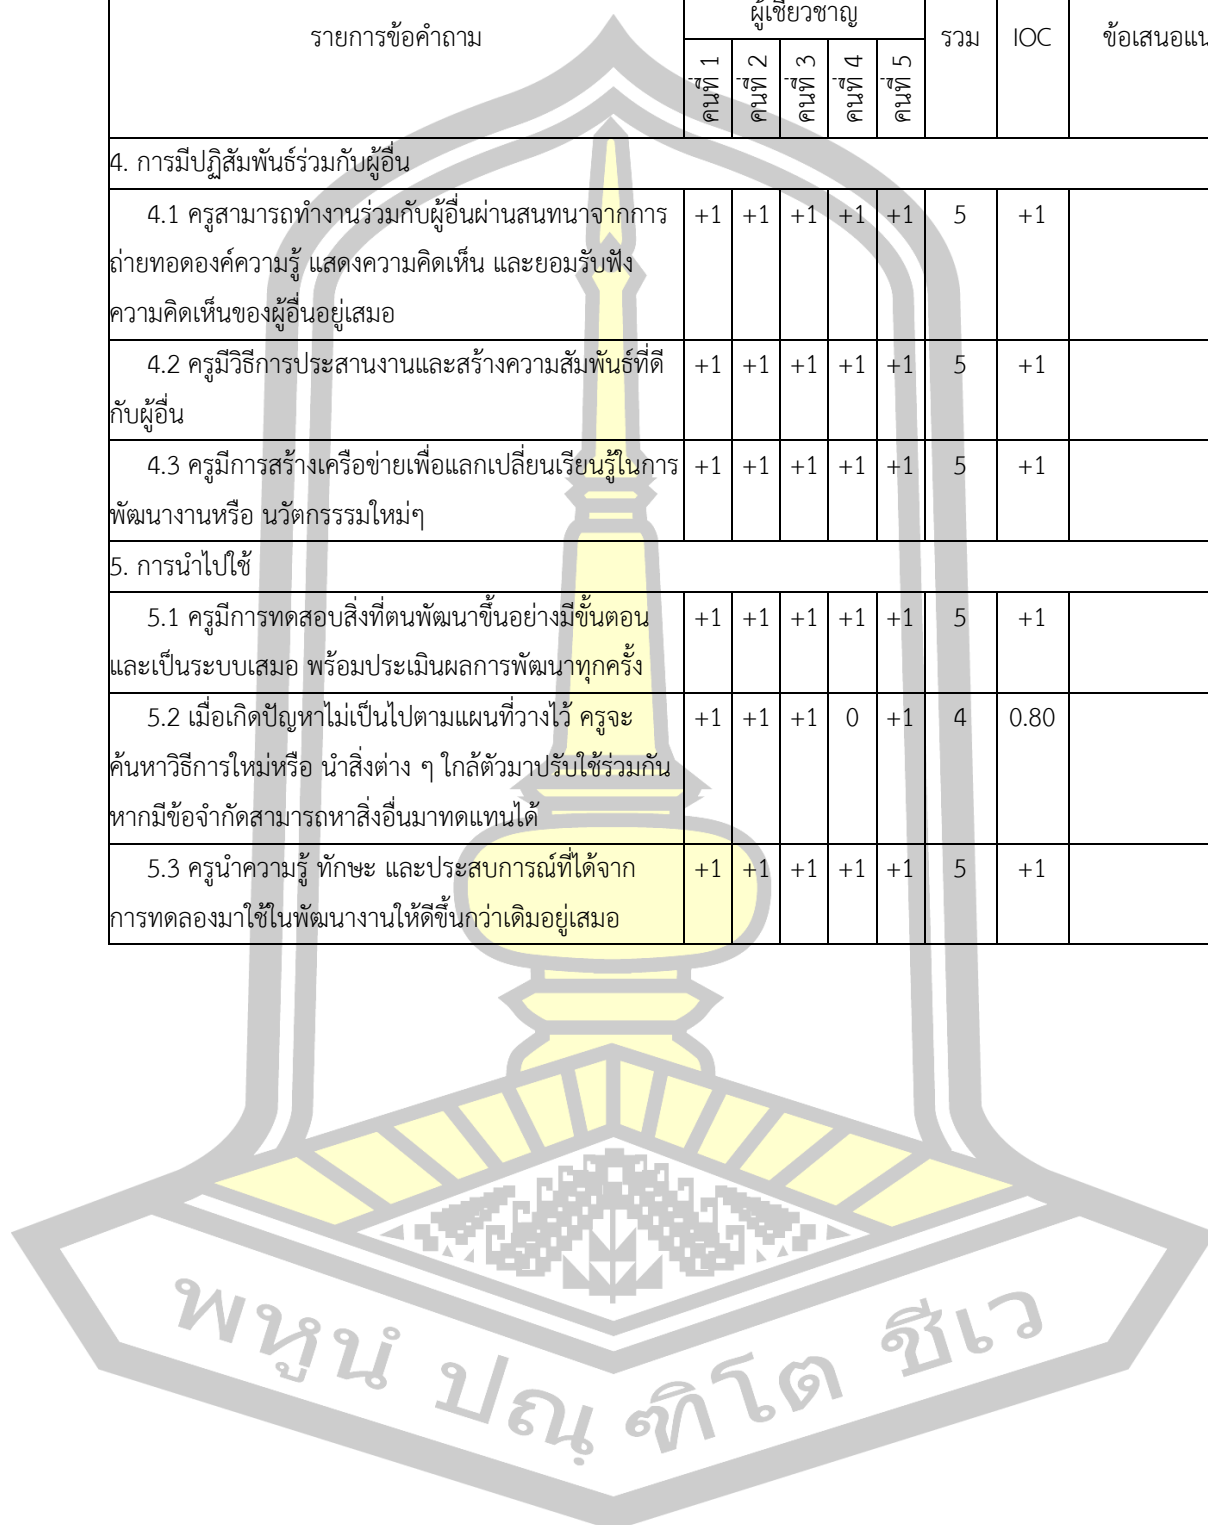 ผู้เชี่ยวชาญ
รายการข้อคำถาม รวม IOC ข้อเสนอแน
คนที่ 1 คนที่ 2 คนที่ 3 คนที่ 4 คนที่ 5
4. การมีปฏิสัมพันธ์ร่วมกับผู้อื่น
4.1 ครูสามารถทำงานร่วมกับผู้อื่นผ่านสนทนาจากการ +1 +1 +1 +1 +1 5 +1
ถ่ายทอดองค์ความรู้ แสดงความคิดเห็น และยอมรับฟัง
ความคิดเห็นของผู้อื่นอยู่เสมอ
4.2 ครูมีวิธีการประสานงานและสร้างความสัมพันธ์ที่ดี +1 +1 +1 +1 +1 5 +1
กับผู้อื่น
4.3 ครูมีการสร้างเครือข่ายเพื่อแลกเปลี่ยนเรียนรู้ในการ +1 +1 +1 +1 +1 5 +1
พัฒนางานหรือ นวัตกรรรมใหม่ๆ
5. การนำไปใช้
5.1 ครูมีการทดสอบสิ่งที่ตนพัฒนาขึ้นอย่างมีขั้นตอน +1 +1 +1 +1 +1 5 +1
และเป็นระบบเสมอ พร้อมประเมินผลการพัฒนาทุกครั้ง
5.2 เมื่อเกิดปัญหาไม่เป็นไปตามแผนที่วางไว้ ครูจะ +1 +1 +1 0 +1 4 0.80
ค้นหาวิธีการใหม่หรือ นำสิ่งต่าง ๆ ใกล้ตัวมาปรับใช้ร่วมกัน
หากมีข้อจำกัดสามารถหาสิ่งอื่นมาทดแทนได้
5.3 ครูนำความรู้ ทักษะ และประสบการณ์ที่ได้จาก +1 +1 +1 +1 +1 5 +1
การทดลองมาใช้ในพัฒนางานให้ดีขึ้นกว่าเดิมอยู่เสมอ
พหูนํ ปณฺฑิโต ชีเว